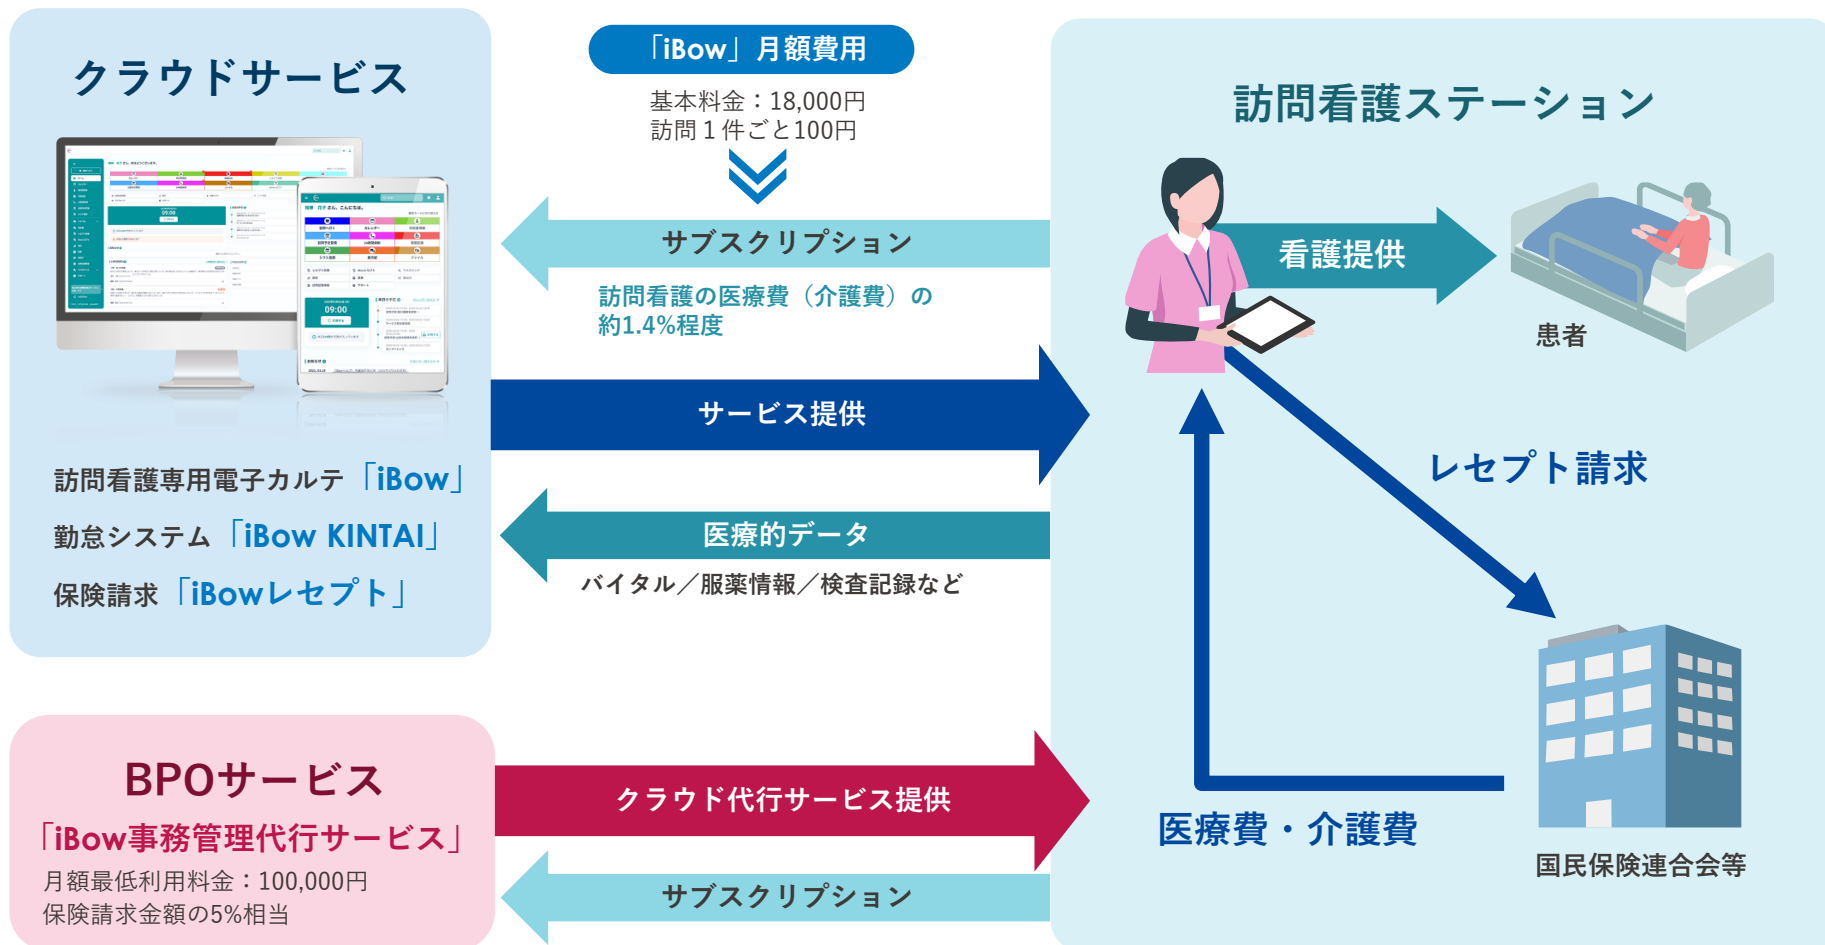 クラウドサービス
09:00
09:00
訪問看護専用電子カルテ「iBow」
勤怠システム「iBow KINTAI」
保険請求「iBowレセプト」
「iBow」月額費用
基本料金：18,000円
訪問１件ごと100円
サブスクリプション
訪問看護の医療費（介護費）の
約1.4%程度
サービス提供
医療的データ
バイタル／服薬情報／検査記録など
訪問看護ステーション
看護提供
患者
レセプト請求
医療費・介護費
国民保険連合会等
BPOサービス
「iBow事務管理代行サービス」
月額最低利用料金：100,000円
保険請求金額の5%相当
クラウド代行サービス提供
サブスクリプション